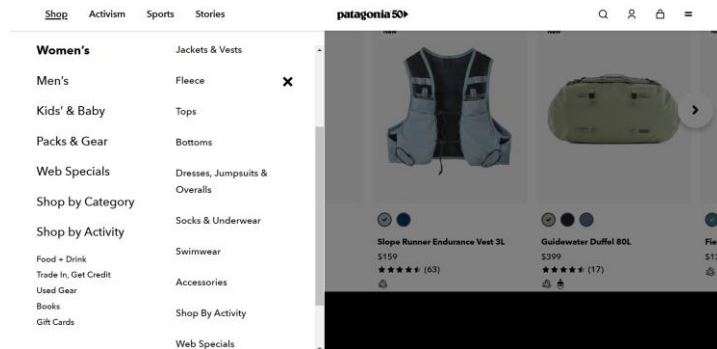 Shop Activism Sports Stories patagonia 50
Women's
Men's
Kids' & Baby
Packs & Gear
Web Specials
Shop by Category
Shop by Activity
Food + Drink
Trade In, Get Credit
Used Gear
Books
Gift Cards
Jackets & Vests
Fleece
Tops
Bottoms
Dresses, Jumpsuits &
Overalls
Socks & Underwear
Swimwear
Accessories
Shop By Activity
Web Specials
Slope Runner Endurance Vest 3L
$159
(63)
Guidewater Duffel 80L
$399
(17)